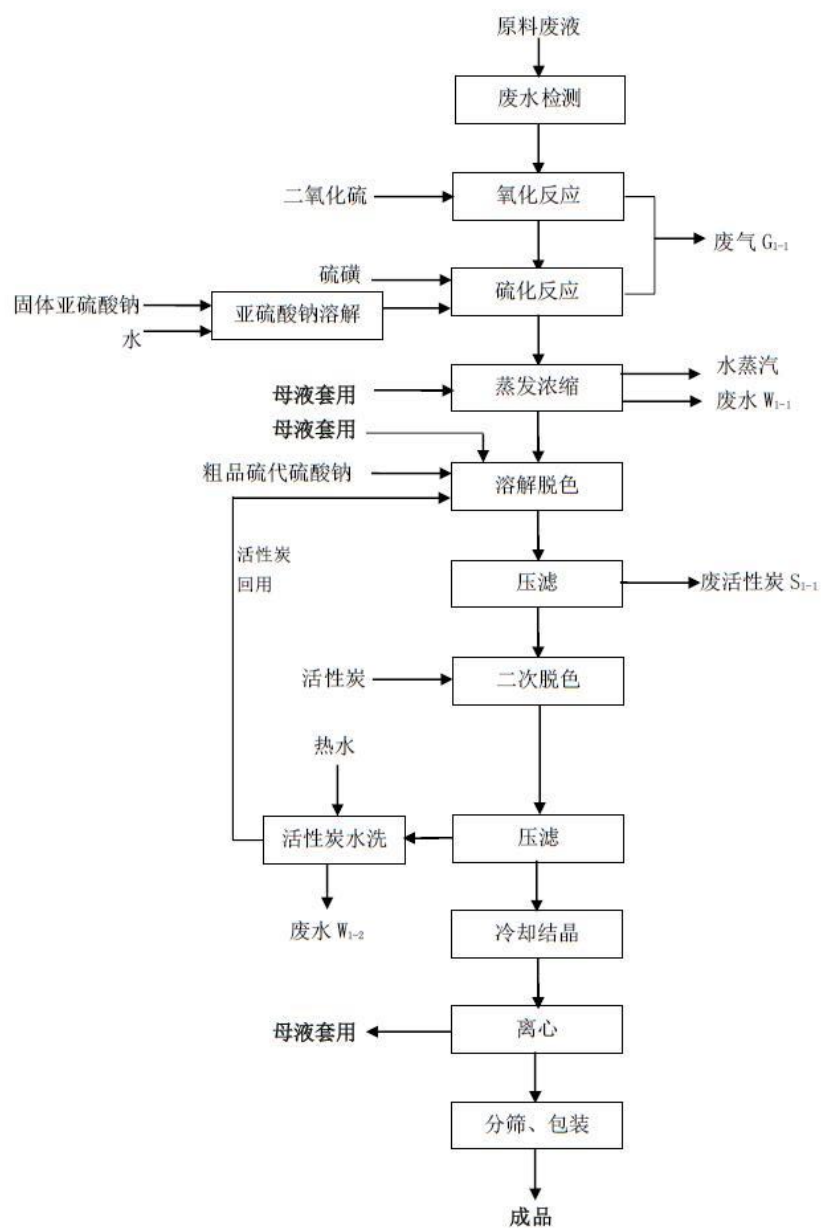 原料废液
废水检测
二氧化硫
氧化反应
废气 G₁₋₁
硫磺
硫化反应
固体亚硫酸钠
亚硫酸钠溶解
水
水蒸汽
母液套用
蒸发浓缩
废水 W₁₋₁
母液套用
粗品硫代硫酸钠
溶解脱色
活性炭
回用
压滤
废活性炭 S₁₋₁
活性炭
二次脱色
热水
活性炭水洗
压滤
废水 W₁₋₂
冷却结晶
母液套用
离心
分筛、包装
成品